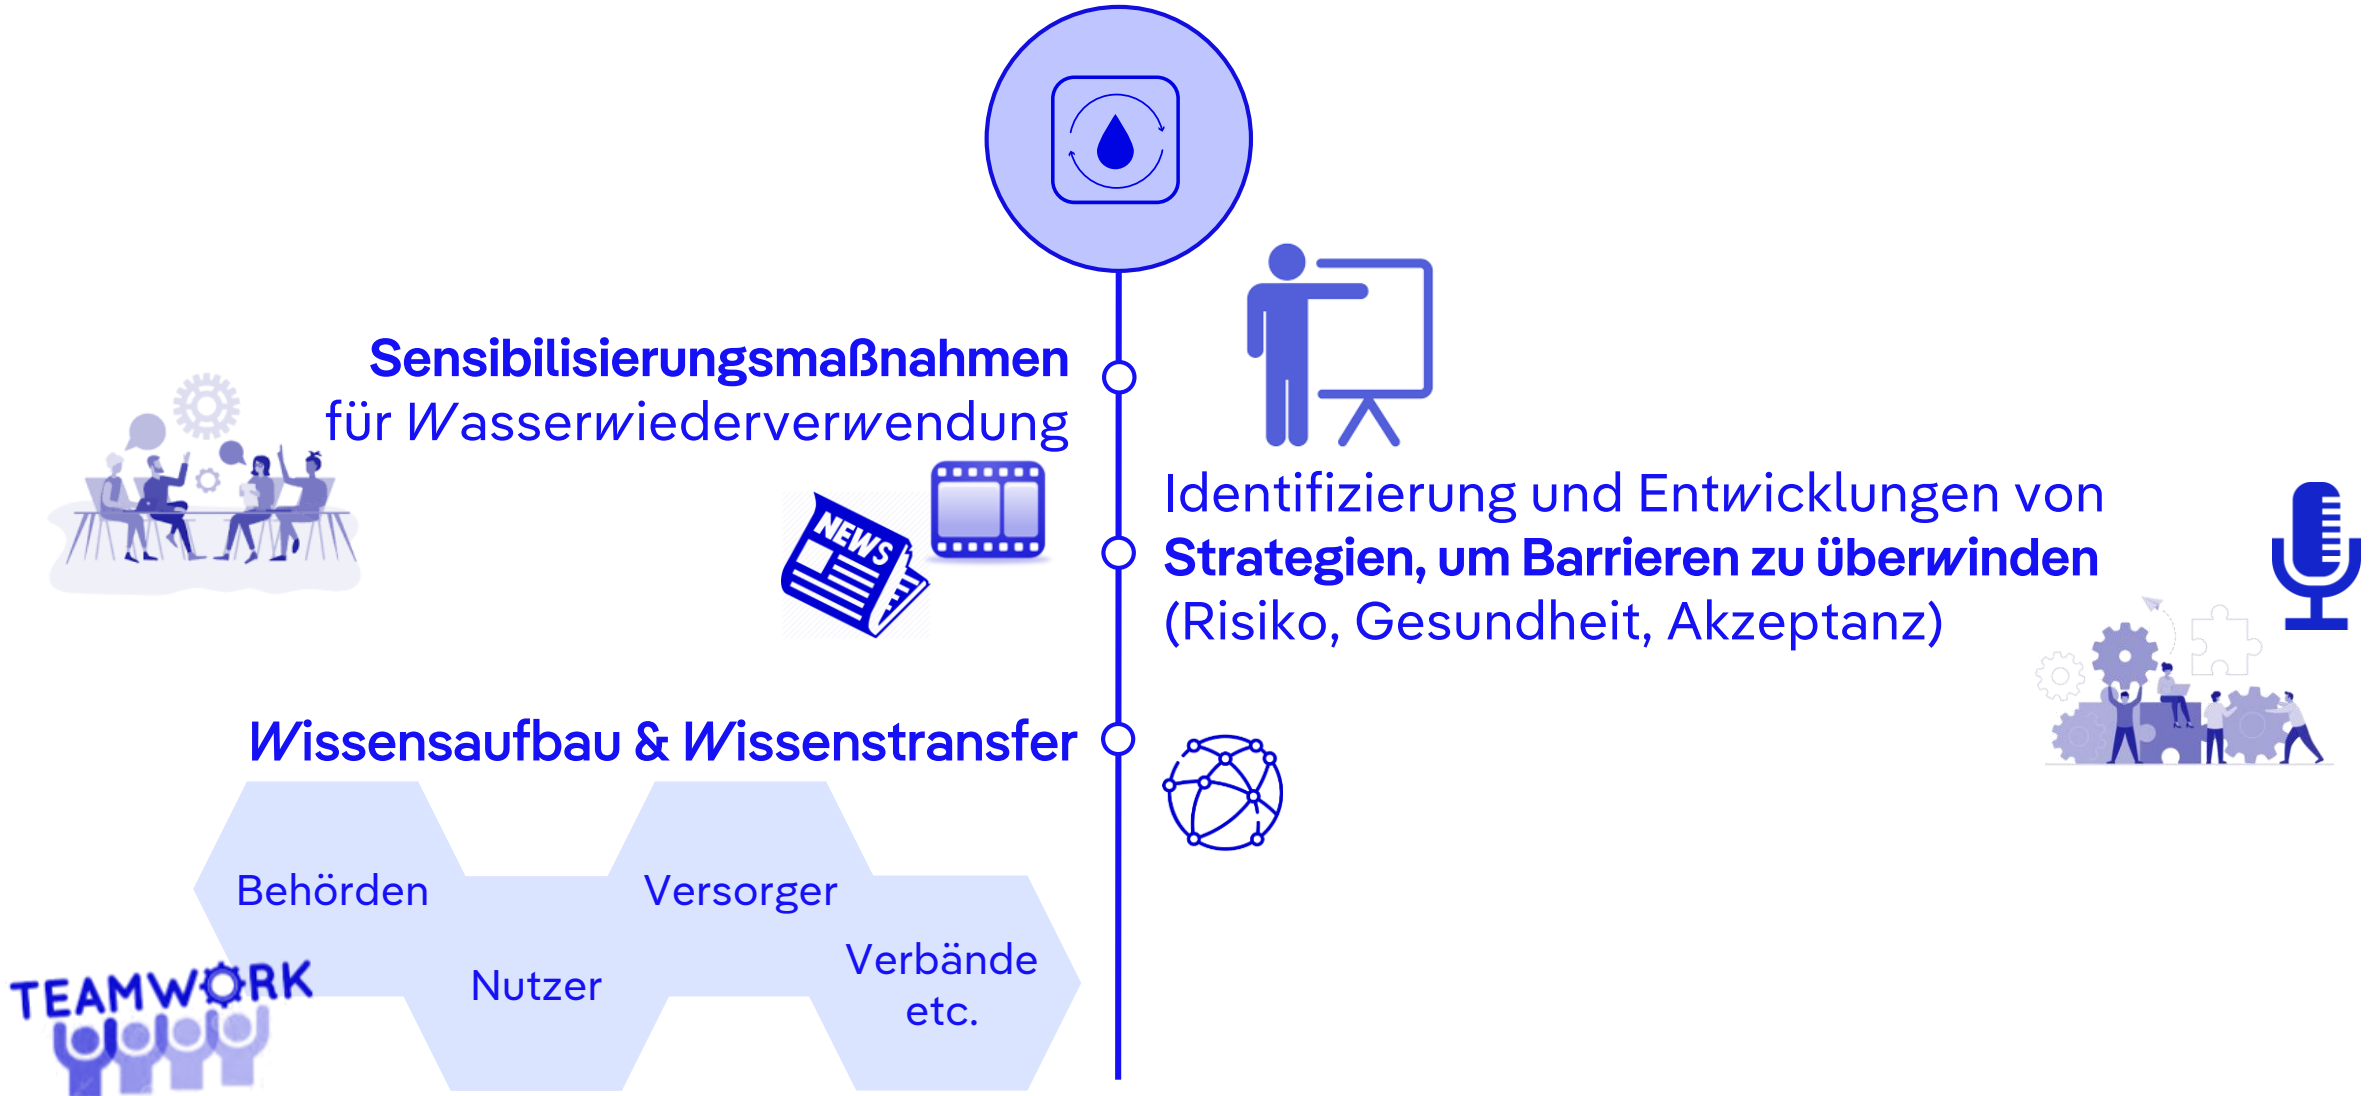 Sensibilisierungsmaßnahmen
für Wasserwiederverwendung
NEWS
Identifizierung und Entwicklungen von
Strategien, um Barrieren zu überwinden
(Risiko, Gesundheit, Akzeptanz)
Wissensaufbau & Wissenstransfer
Behörden
Versorger
Nutzer
Verbände
etc.
TEAMWORK